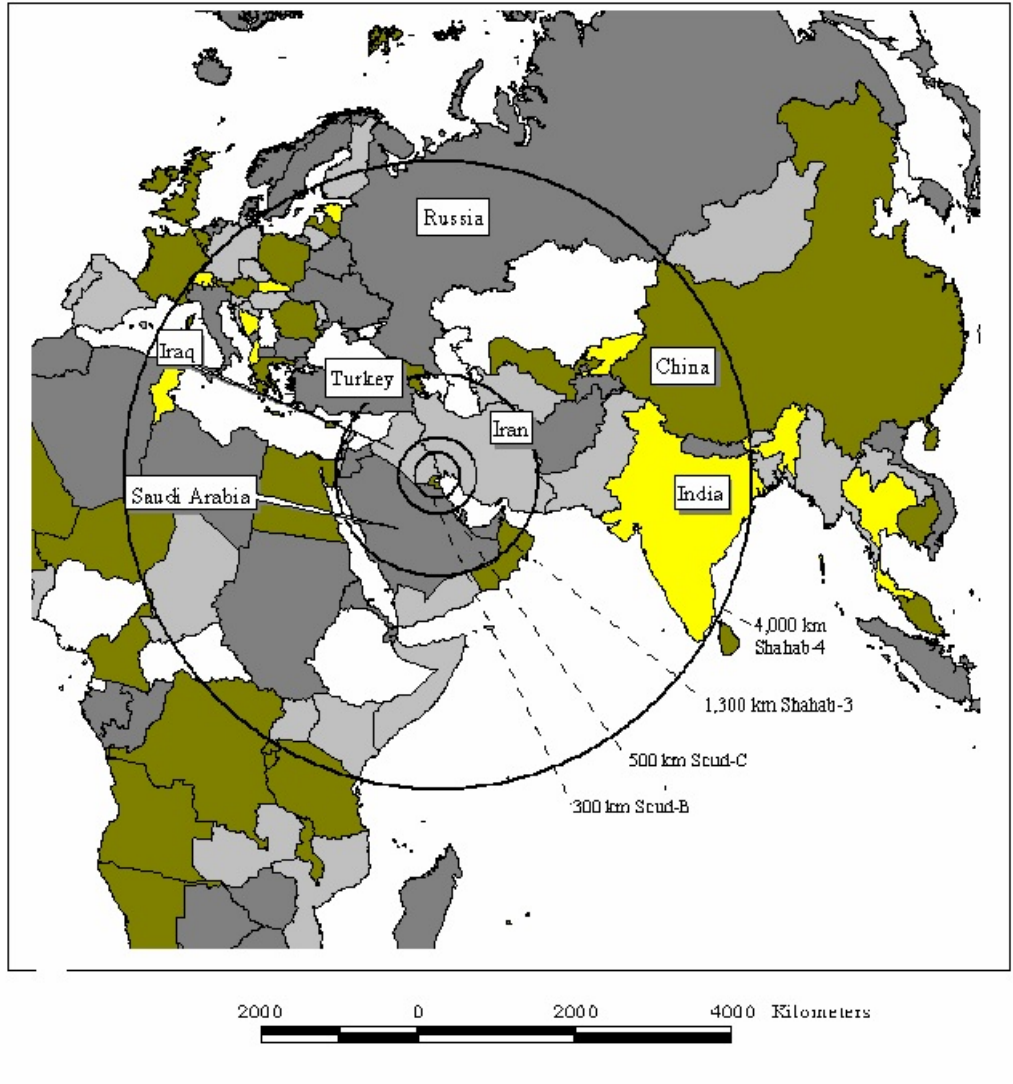 Russia
Iraq
Turkey
China
Iran
Saudi Arabia
India
4,000 km
Shahab-4
1,300 km Shahab-3
500 km Scud-C
300 km Scud-B
2000 0 2000 4000 Kilometers